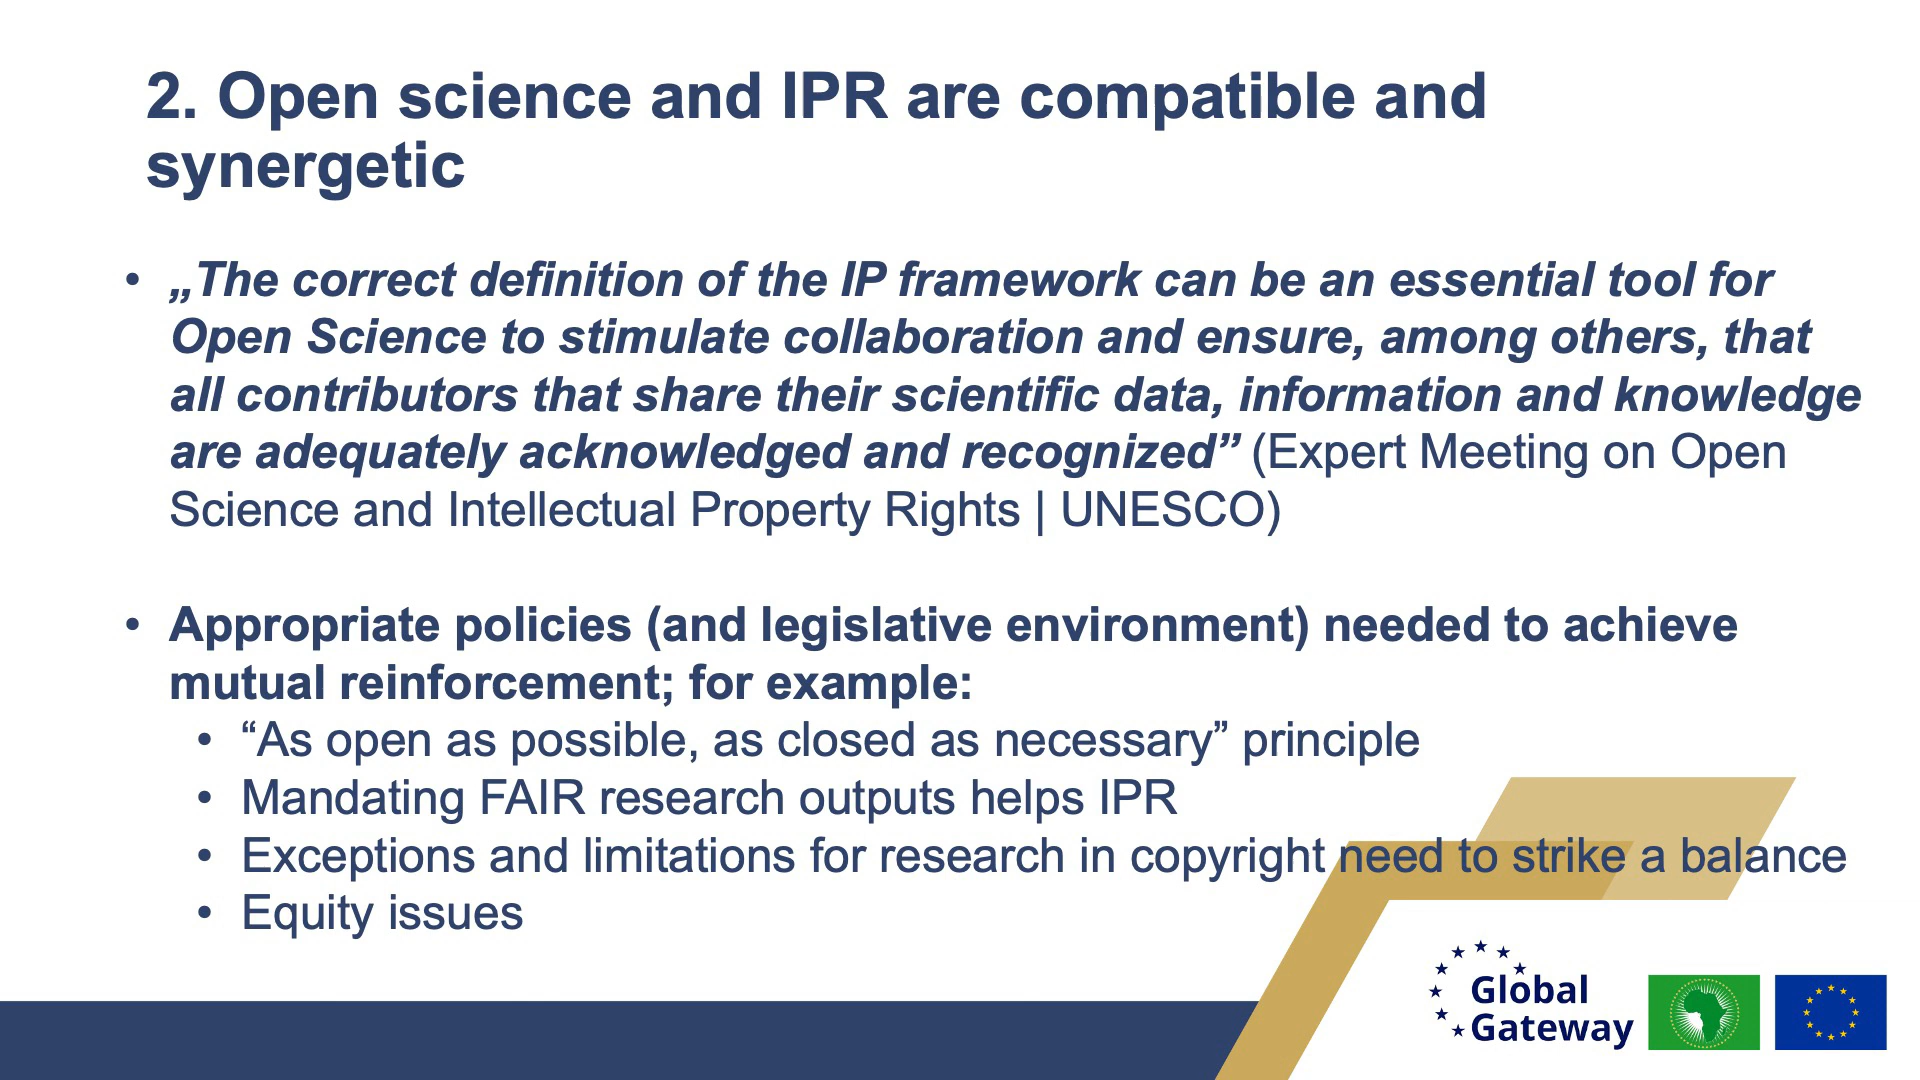 2. Open science and IPR are compatible and
synergetic
• „The correct definition of the IP framework can be an essential tool for
Open Science to stimulate collaboration and ensure, among others, that
all contributors that share their scientific data, information and knowledge
are adequately acknowledged and recognized” (Expert Meeting on Open
Science and Intellectual Property Rights | UNESCO)
• Appropriate policies (and legislative environment) needed to achieve
mutual reinforcement; for example:
• “As open as possible, as closed as necessary” principle
• Mandating FAIR research outputs helps IPR
• Exceptions and limitations for research in copyright need to strike a balance
• Equity issues
Global
Gateway